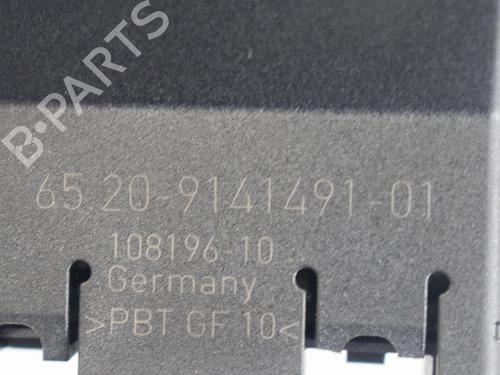 B-PARTS
65.20-9141491-01
108196-10
Germany
>PBT GF 10<